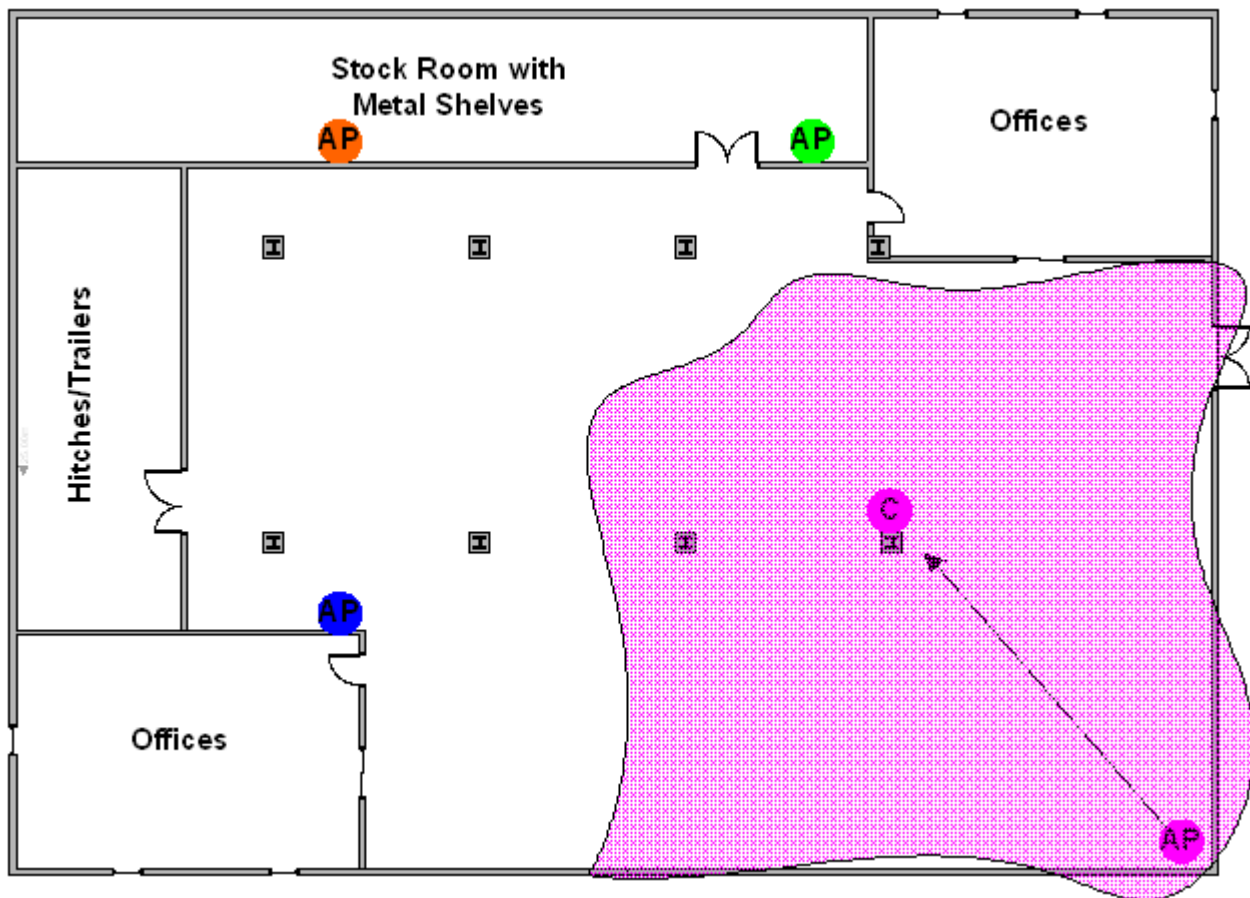 Stock Room with
Metal Shelves
AP
AP
Offices
Hitches/Trailers
C
AP
Offices
AP